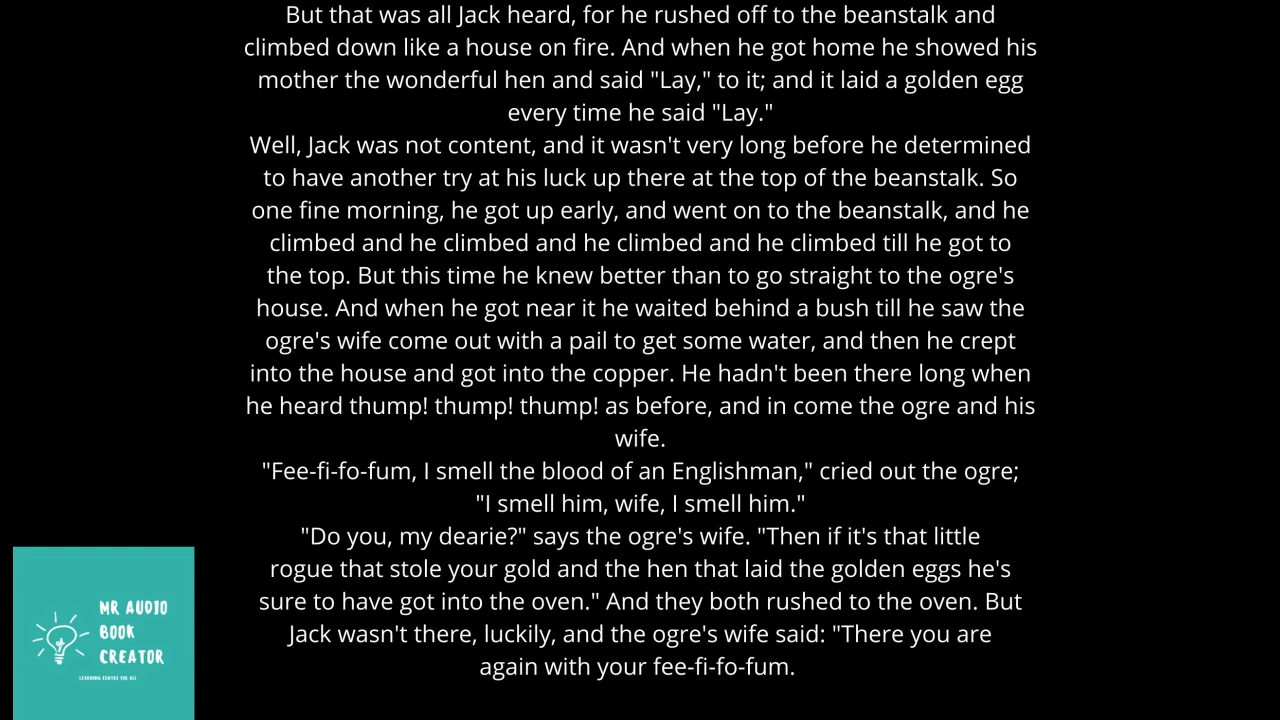 But that was all Jack heard, for he rushed off to the beanstalk and
climbed down like a house on fire. And when he got home he showed his
mother the wonderful hen and said "Lay," to it; and it laid a golden egg
every time he said "Lay."
Well, Jack was not content, and it wasn't very long before he determined
to have another try at his luck up there at the top of the beanstalk. So
one fine morning, he got up early, and went on to the beanstalk, and he
climbed and he climbed and he climbed and he climbed till he got to
the top. But this time he knew better than to go straight to the ogre's
house. And when he got near it he waited behind a bush till he saw the
ogre's wife come out with a pail to get some water, and then he crept
into the house and got into the copper. He hadn't been there long when
he heard thump! thump! thump! as before, and in come the ogre and his
wife.
"Fee-fi-fo-fum, I smell the blood of an Englishman," cried out the ogre;
"I smell him, wife, I smell him."
"Do you, my dearie?" says the ogre's wife. "Then if it's that little
rogue that stole your gold and the hen that laid the golden eggs he's
sure to have got into the oven." And they both rushed to the oven. But
Jack wasn't there, luckily, and the ogre's wife said: "There you are
again with your fee-fi-fo-fum.
MR AUDIO
BOOK
CREATOR
LEARNING CENTRE FOR ALL